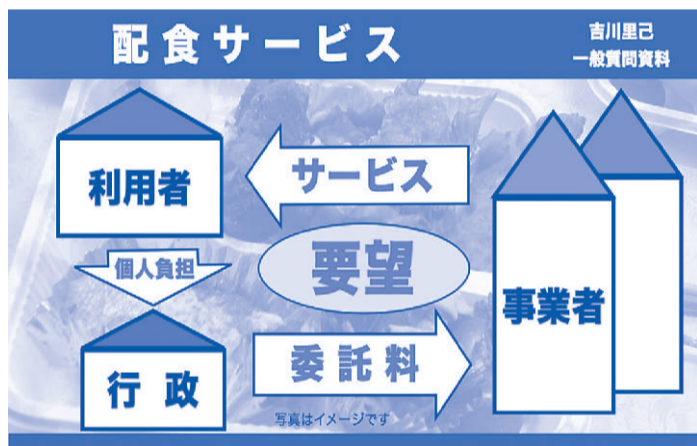 配食サービス
吉川里己
一般質問資料
利用者
サービス
個人負担
要望
事業者
行政
委託料
写真はイメージです